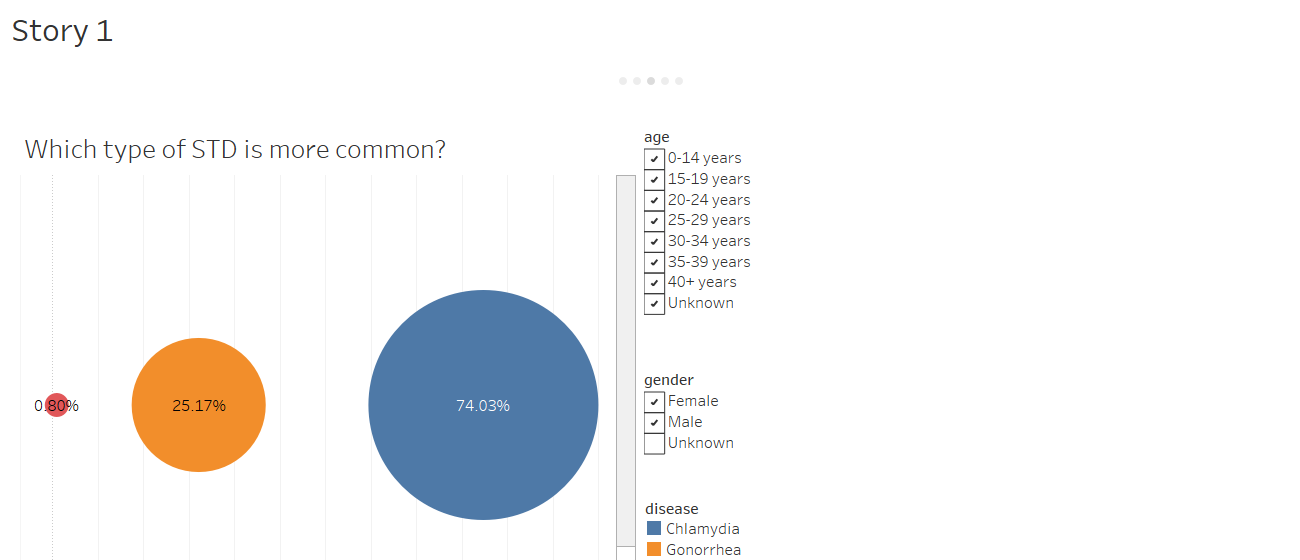 Story 1
Which type of STD is more common?
0.80%
25.17%
74.03%
age
0-14 years
15-19 years
20-24 years
25-29 years
30-34 years
35-39 years
40+ years
Unknown
gender
Female
Male
Unknown
disease
Chlamydia
Gonorrhea